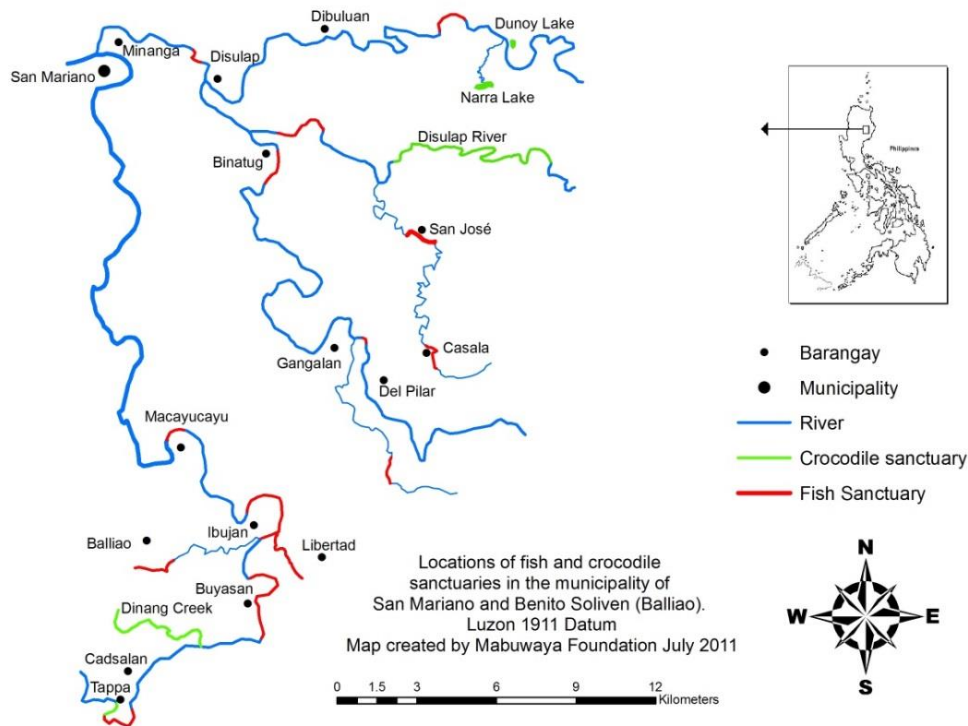 Dibuluan
Dunoy Lake
Minanga
Disulap
San Mariano
Narra Lake
Disulap River
Philippines
Binatug
San José
Gangalan
Casala
Del Pilar
Barangay
Municipality
River
Crocodile sanctuary
Fish Sanctuary
Macayucayu
Ibujan
Balliao
Libertad
Buyasan
Dinang Creek
Cadsalan
Tappa
Locations of fish and crocodile
sanctuaries in the municipality of
San Mariano and Benito Soliven (Balliao).
Luzon 1911 Datum
Map created by Mabuwaya Foundation July 2011
N
W
E
S
0 1.5 3 6 9 12
Kilometers